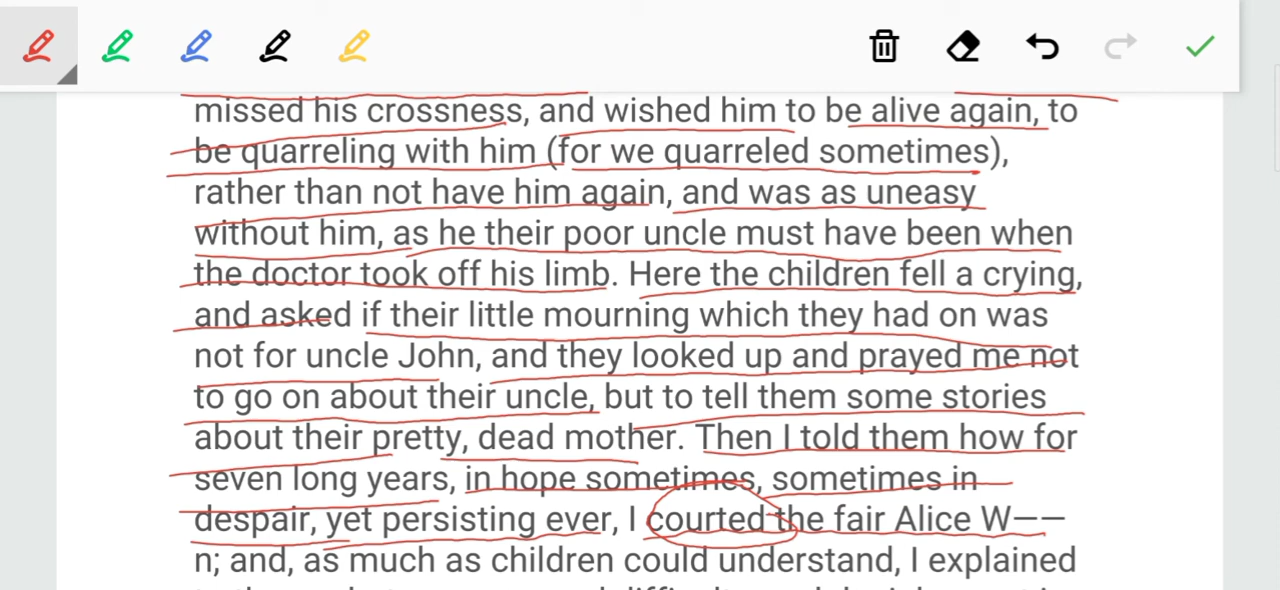 missed his crossness, and wished him to be alive again, to
be quarreling with him (for we quarreled sometimes),
rather than not have him again, and was as uneasy
without him, as he their poor uncle must have been when
the doctor took off his limb. Here the children fell a crying,
and asked if their little mourning which they had on was
not for uncle John, and they looked up and prayed me not
to go on about their uncle, but to tell them some stories
about their pretty, dead mother. Then I told them how for
seven long years, in hope sometimes, sometimes in
despair, yet persisting ever, I courted the fair Alice W——
n; and, as much as children could understand, I explained